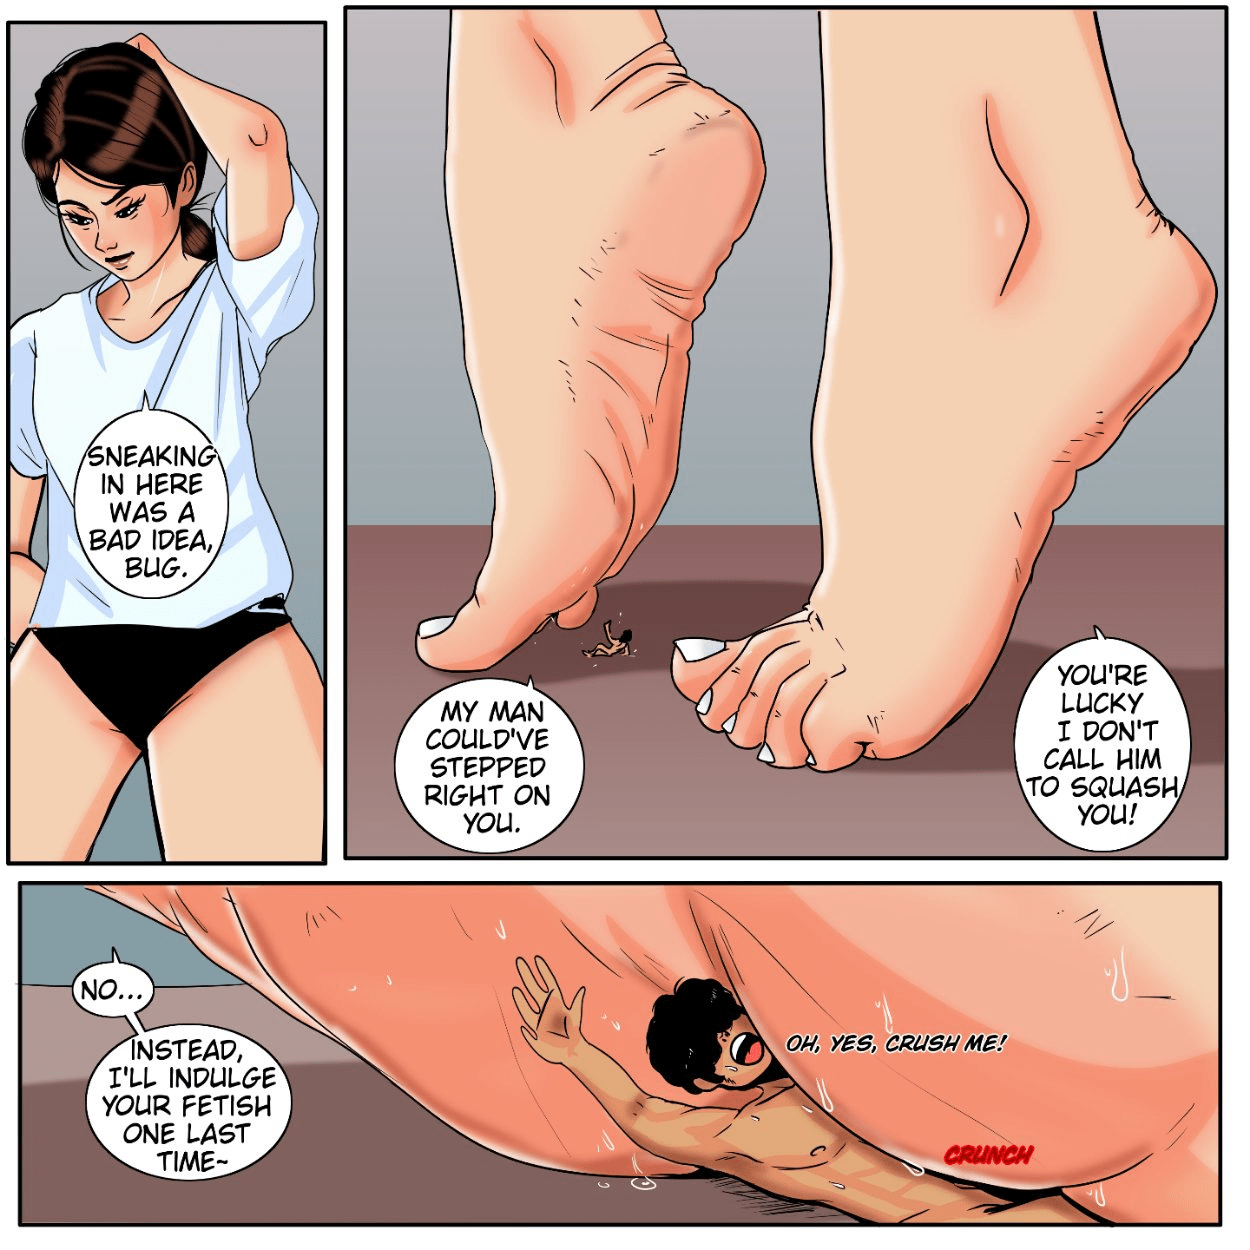 SNEAKING
IN HERE
WAS A
BAD IDEA,
BUG.
MY MAN
COULD'VE
STEPPED
RIGHT ON
YOU.
YOU'RE
LUCKY
I DON'T
CALL HIM
TO SQUASH
YOU!
NO...
INSTEAD,
I'LL INDULGE
YOUR FETISH
ONE LAST
TIME~
OH, YES, CRUSH ME!
CRUNCH